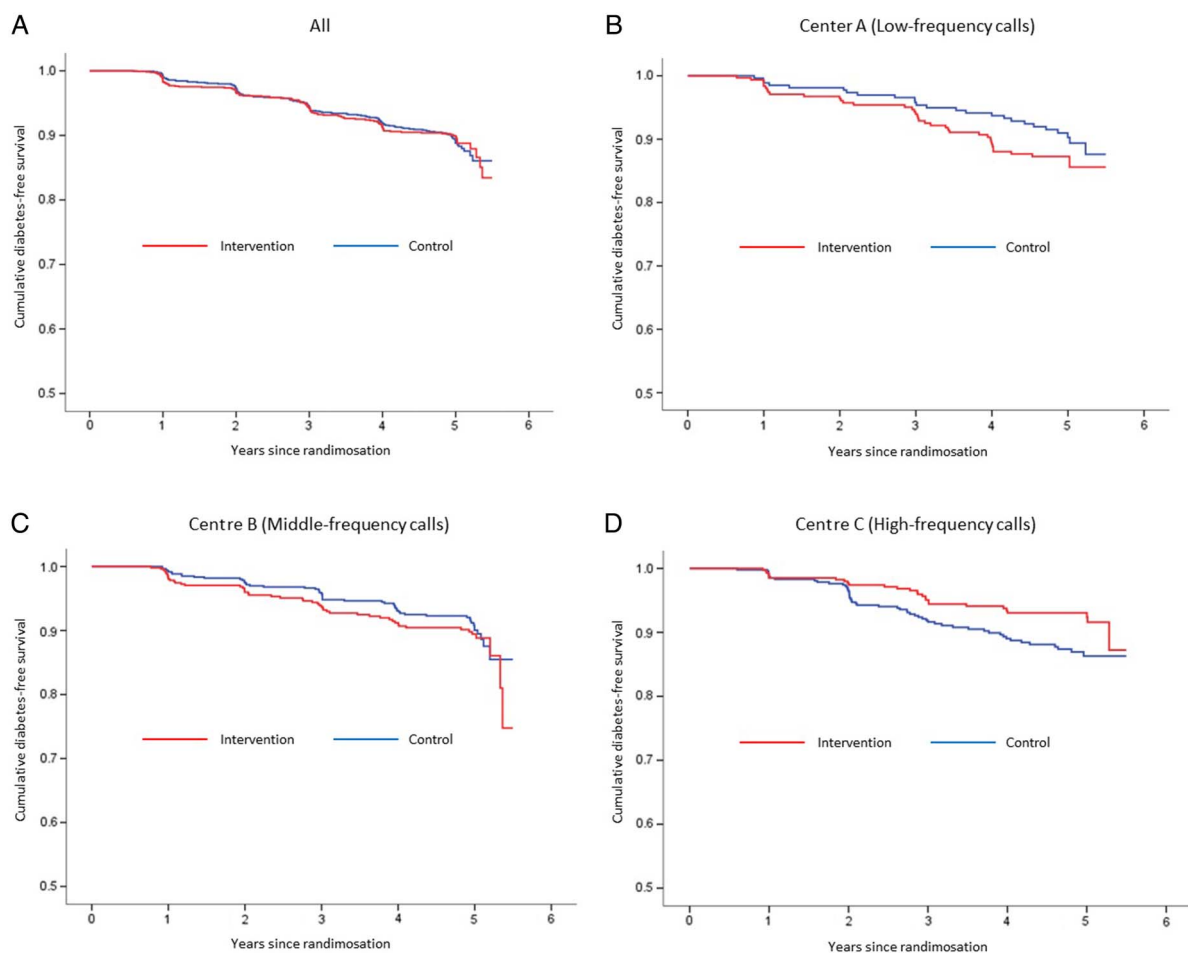 A
All
Cumulative diabetes-free survival
1.0
0.9
0.8
0.7
0.6
0.5
Intervention
Control
0 1 2 3 4 5 6
Years since randimosation
B
Center A (Low-frequency calls)
Cumulative diabetes-free survival
1.0
0.9
0.8
0.7
0.6
0.5
Intervention
Control
0 1 2 3 4 5 6
Years since randimosation
C
Centre B (Middle-frequency calls)
Cumulative diabetes-free survival
1.0
0.9
0.8
0.7
0.6
0.5
Intervention
Control
0 1 2 3 4 5 6
Years since randimosation
D
Centre C (High-frequency calls)
Cumulative diabetes-free survival
1.0
0.9
0.8
0.7
0.6
0.5
Intervention
Control
0 1 2 3 4 5 6
Years since randimosation